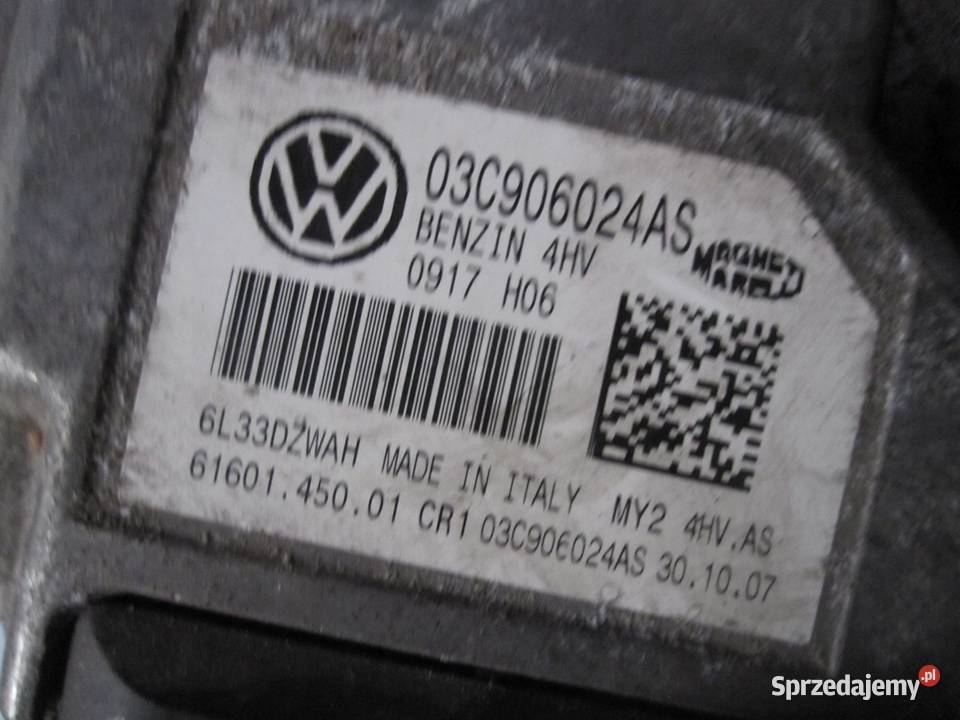 03C906024AS
BENZIN 4HV
0917 H06
MAGNETI
MARELLI
6L33DZWAH MADE IN ITALY MY2 4HV.AS
61601.450.01 CR1 03C906024AS 30.10.07
Sprzedajemy.pl